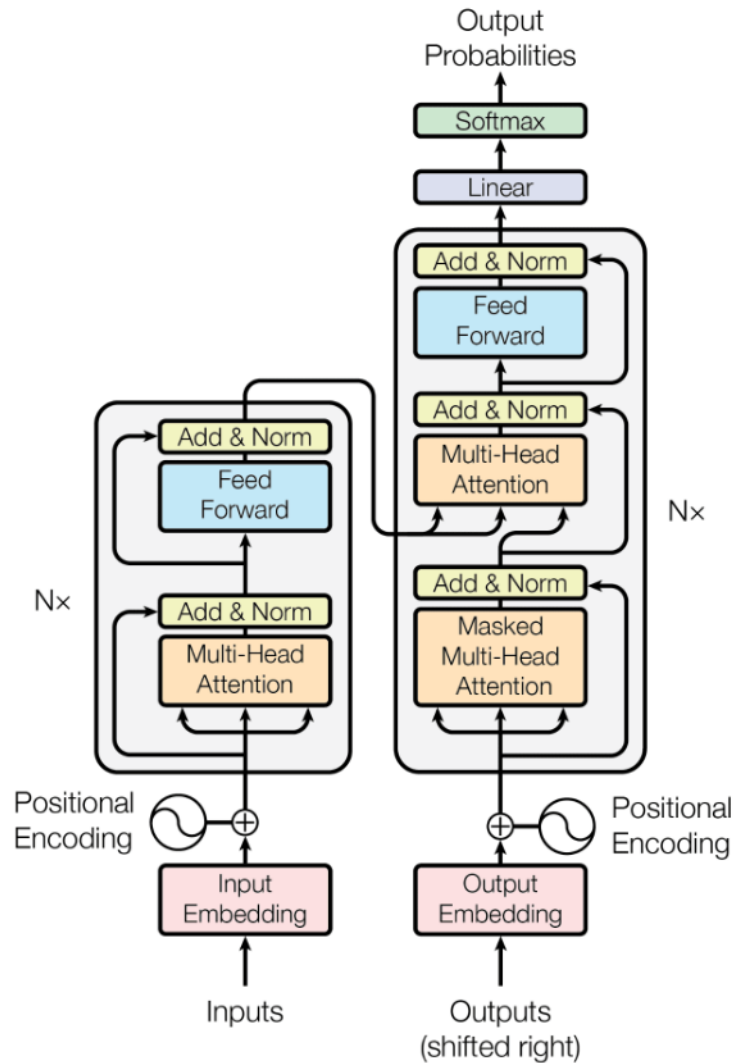 Output
Probabilities
Softmax
Linear
Add & Norm
Feed
Forward
Add & Norm
Multi-Head
Attention
Nx
Add & Norm
Masked
Multi-Head
Attention
Positional
Encoding
Output
Embedding
Outputs
(shifted right)
Add & Norm
Feed
Forward
Nx
Add & Norm
Multi-Head
Attention
Positional
Encoding
Input
Embedding
Inputs